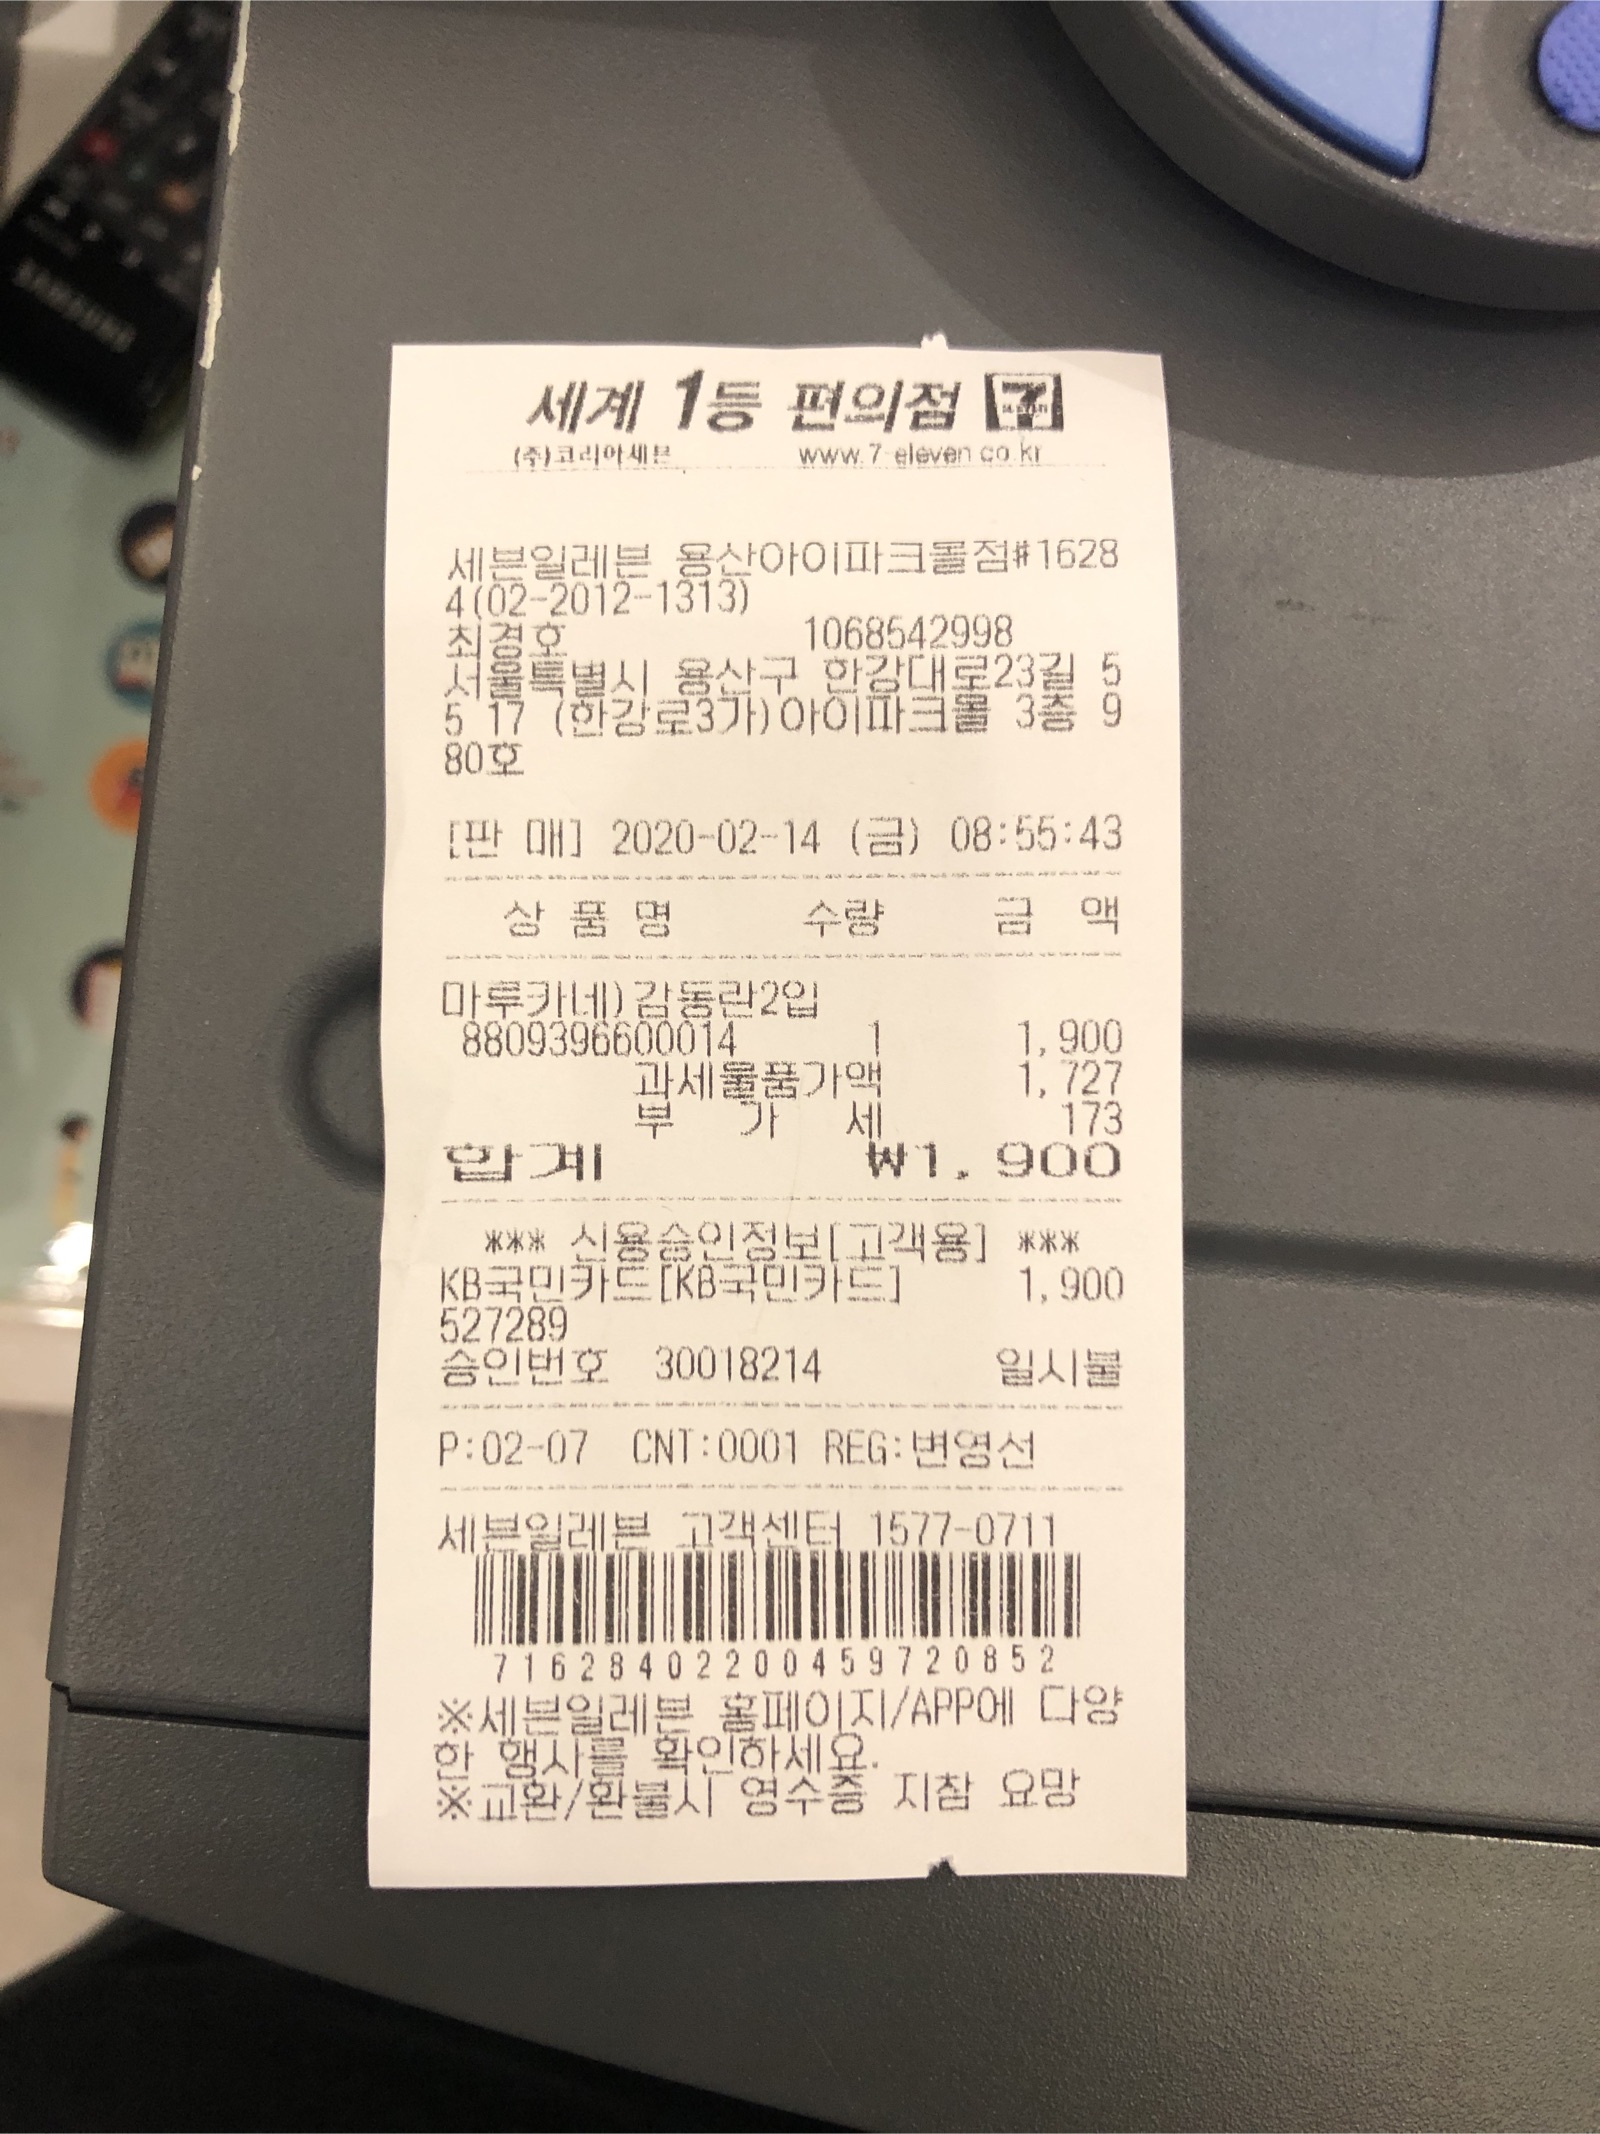 SAMSUNG
세계 1등 편의점 7
(주)코리아세븐 www.7-eleven.co.kr
세븐일레븐 용산아이파크몰점#1628
4(02-2012-1313)
최경호 1068542998
서울특별시 용산구 한강대로23길 5
5 17 (한강로3가)아이파크몰 3층 9
80호
[판 매] 2020-02-14 (금) 08:55:43
상 품 명 수량 금 액
마루카네)감동란2입
8809396600014 1 1,900
과세물품가액 1,727
부 가 세 173
합계 ₩1,900
*** 신용승인정보[고객용] ***
KB국민카드[KB국민카드] 1,900
527289
승인번호 30018214 일시불
P:02-07 CNT:0001 REG:변영선
세븐일레븐 고객센터 1577-0711
71628402200459720852
※세븐일레븐 홈페이지/APP에 다양
한 행사를 확인하세요.
※교환/환불시 영수증 지참 요망